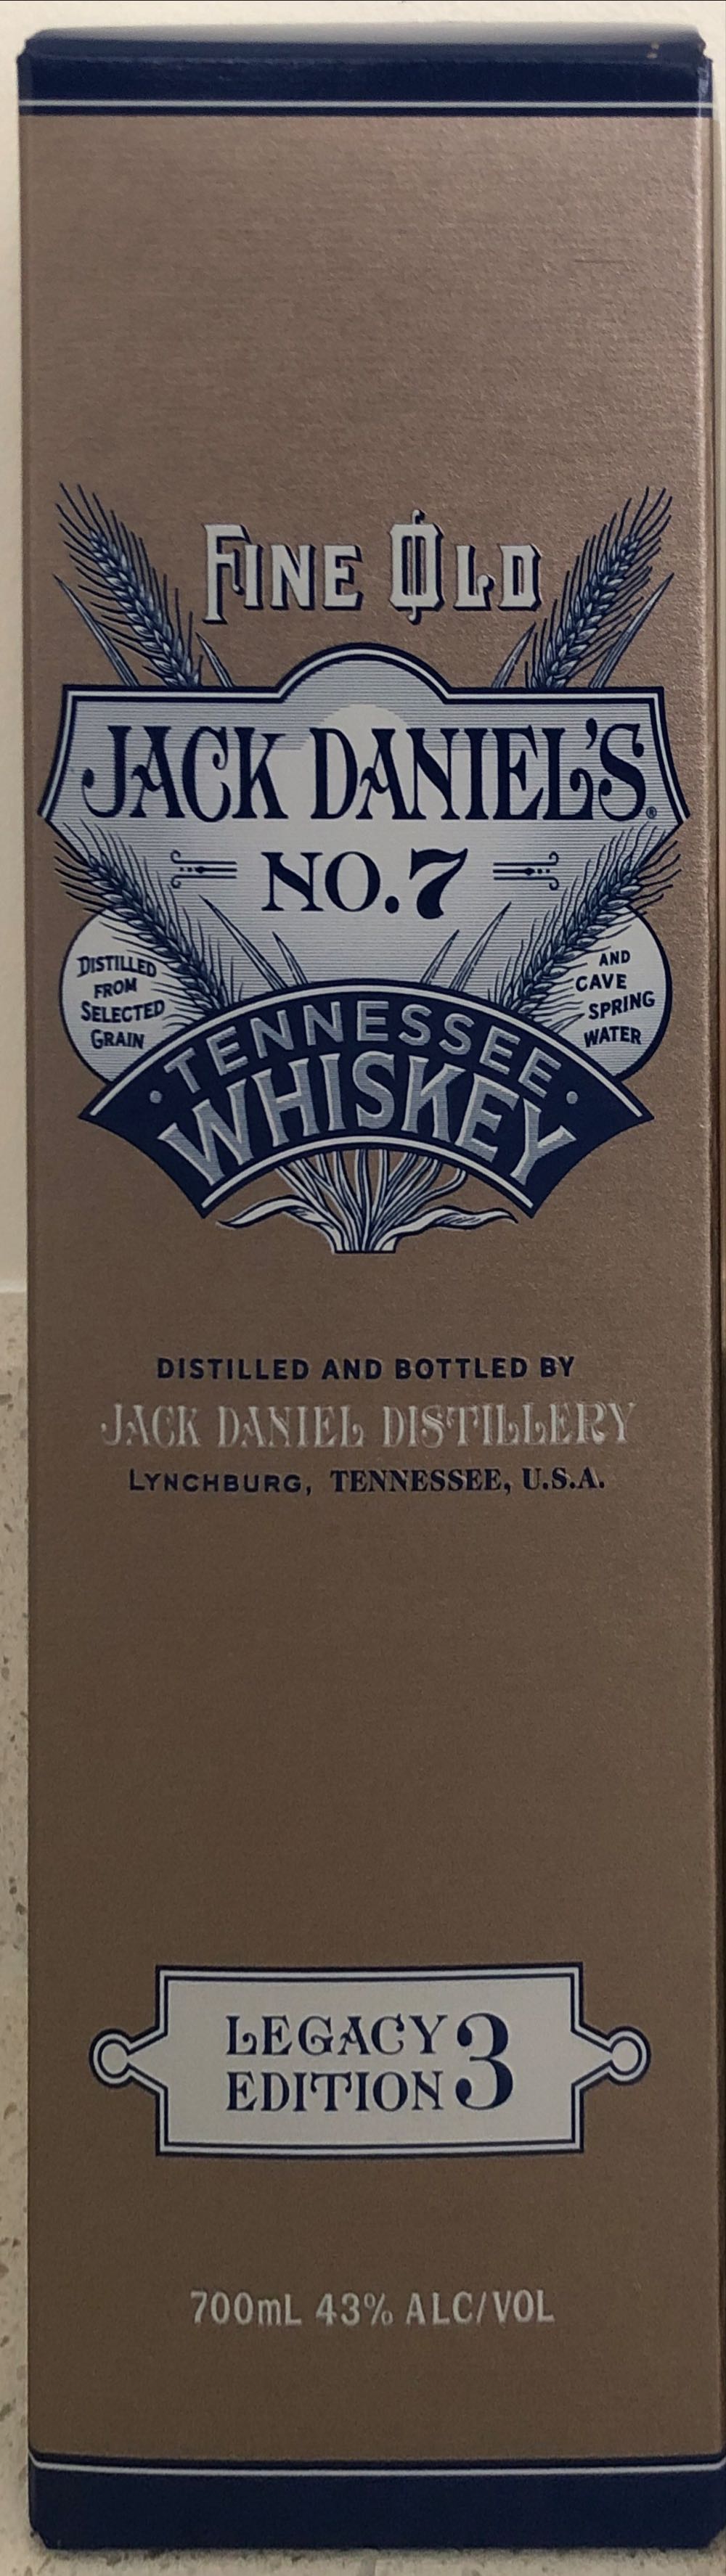 FINE OLD
JACK DANIEL'S®
NO.7
DISTILLED
FROM
SELECTED
GRAIN
AND
CAVE
SPRING
WATER
· TENNESSEE ·
WHISKEY
DISTILLED AND BOTTLED BY
JACK DANIEL DISTILLERY
LYNCHBURG, TENNESSEE, U.S.A.
LEGACY
EDITION 3
700mL 43% ALC/VOL